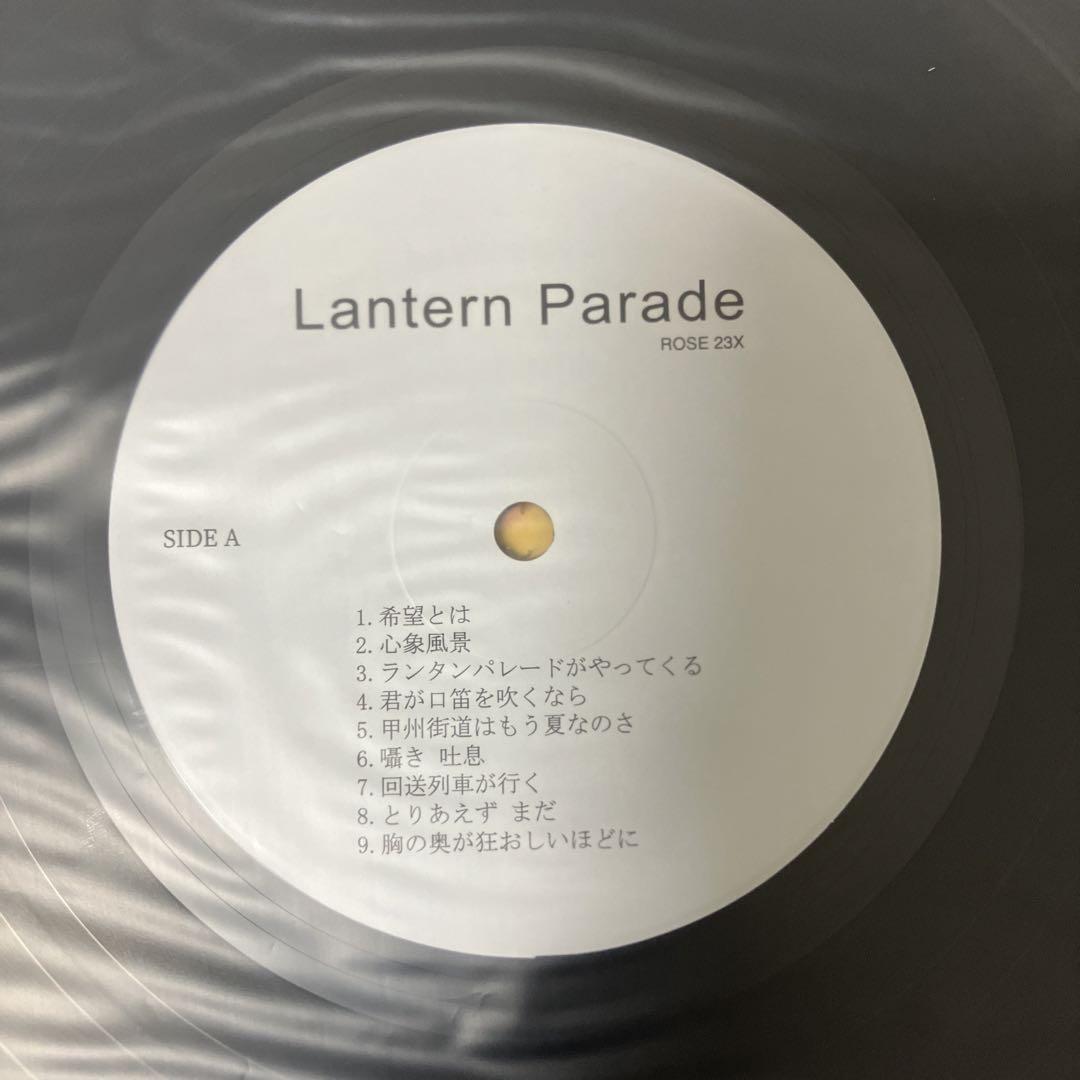 Lantern Parade
ROSE 23X
SIDE A
1. 希望とは
2. 心象風景
3. ランタンパレードがやってくる
4. 君が口笛を吹くなら
5. 甲州街道はもう夏なのさ
6. 囁き 吐息
7. 回送列車が行く
8. とりあえず まだ
9. 胸の奥が狂おしいほどに